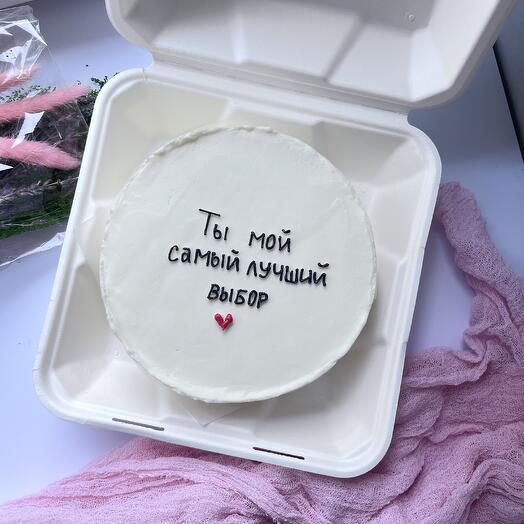 Ты мой
самый лучший
выбор